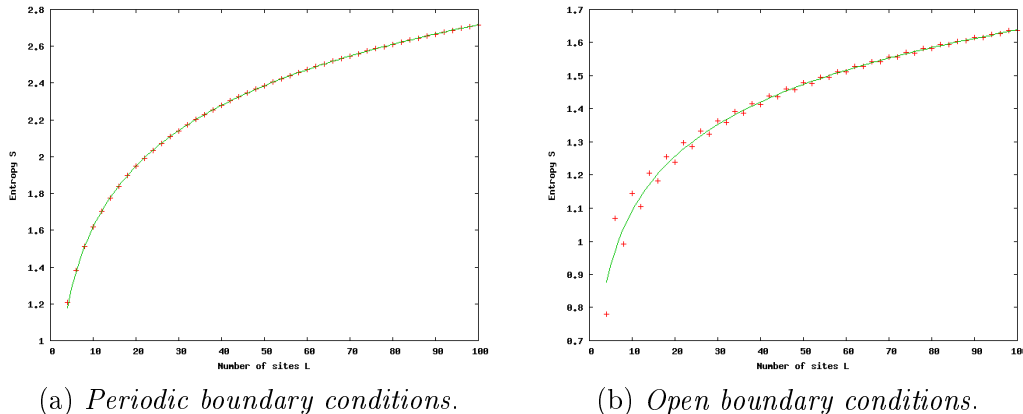 2.8
2.6
2.4
2.2
2
1.8
1.6
1.4
1.2
1
Entropy S
0 10 20 30 40 50 60 70 80 90 100
Number of sites L
(a) Periodic boundary conditions.
1.7
1.6
1.5
1.4
1.3
1.2
1.1
1
0.9
0.8
0.7
Entropy S
0 10 20 30 40 50 60 70 80 90 100
Number of sites L
(b) Open boundary conditions.